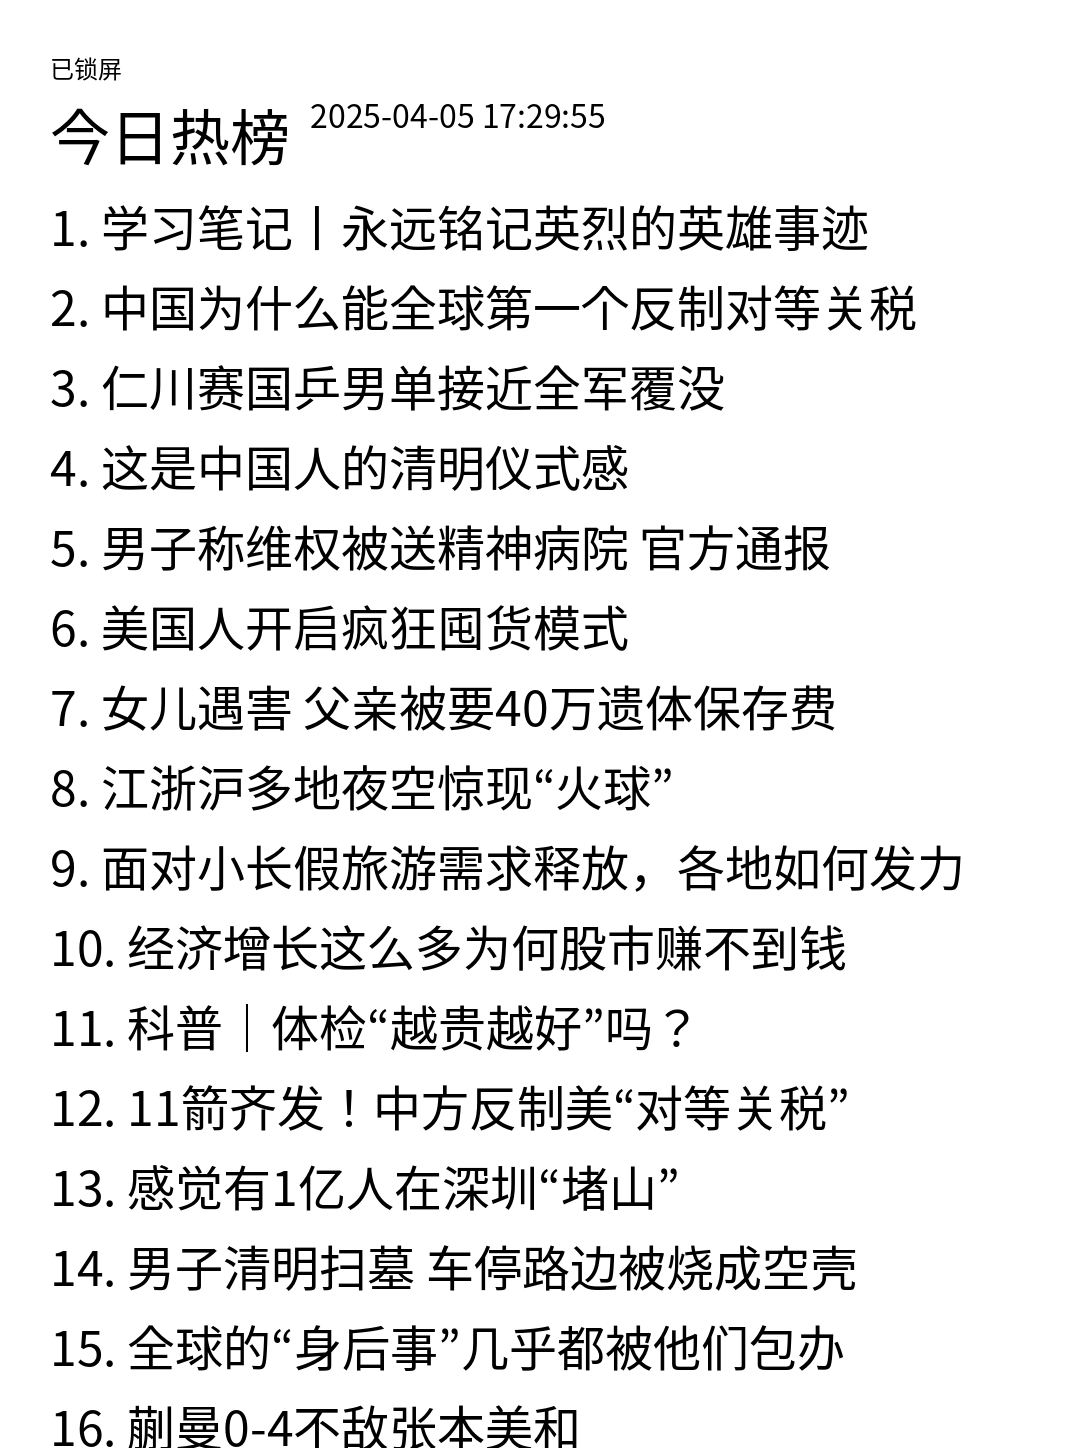 已锁屏
今日热榜 2025-04-05 17:29:55
1. 学习笔记丨永远铭记英烈的英雄事迹
2. 中国为什么能全球第一个反制对等关税
3. 仁川赛国乒男单接近全军覆没
4. 这是中国人的清明仪式感
5. 男子称维权被送精神病院 官方通报
6. 美国人开启疯狂囤货模式
7. 女儿遇害 父亲被要40万遗体保存费
8. 江浙沪多地夜空惊现“火球”
9. 面对小长假旅游需求释放，各地如何发力
10. 经济增长这么多为何股市赚不到钱
11. 科普｜体检“越贵越好”吗？
12. 11箭齐发！中方反制美“对等关税”
13. 感觉有1亿人在深圳“堵山”
14. 男子清明扫墓 车停路边被烧成空壳
15. 全球的“身后事”几乎都被他们包办
16. 蒯曼0-4不敌张本美和